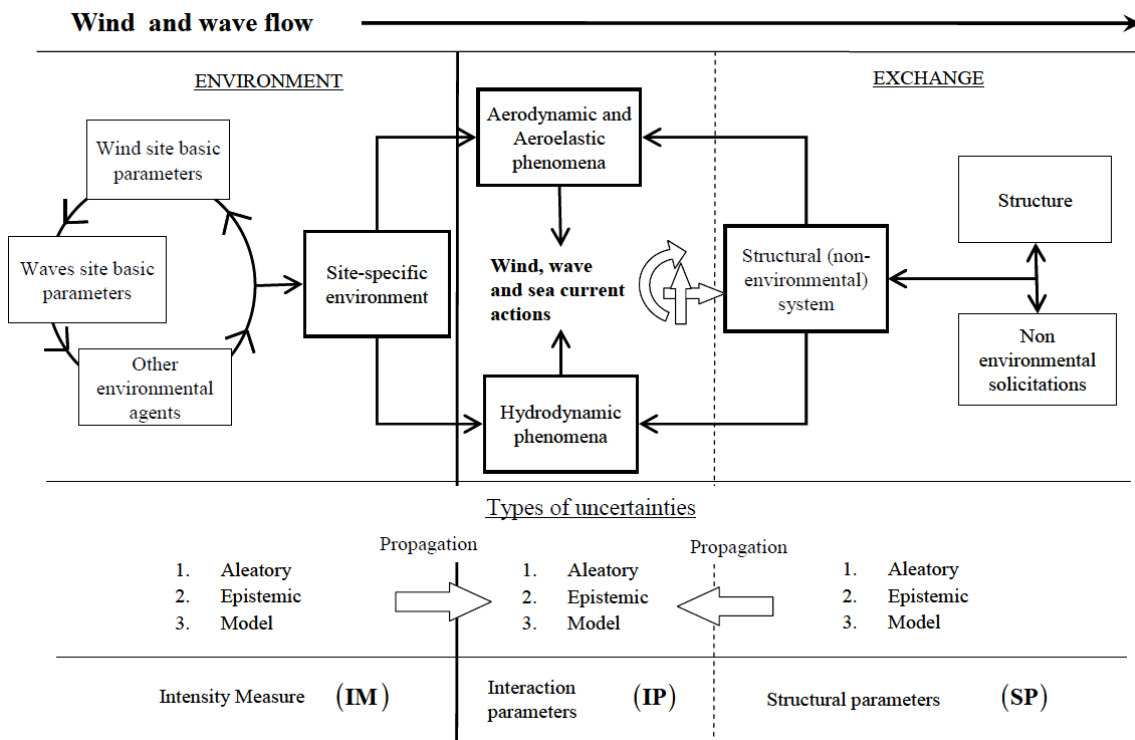 Wind and wave flow
ENVIRONMENT
EXCHANGE
Wind site basic
parameters
Waves site basic
parameters
Other
environmental
agents
Site-specific
environment
Aerodynamic and
Aeroelastic
phenomena
Wind, wave
and sea current
actions
Hydrodynamic
phenomena
Structural (non-
environmental)
system
Structure
Non
environmental
solicitations
Types of uncertainties
Propagation
Propagation
1. Aleatory
2. Epistemic
3. Model
1. Aleatory
2. Epistemic
3. Model
1. Aleatory
2. Epistemic
3. Model
Intensity Measure (IM)
Interaction
parameters (IP)
Structural parameters (SP)